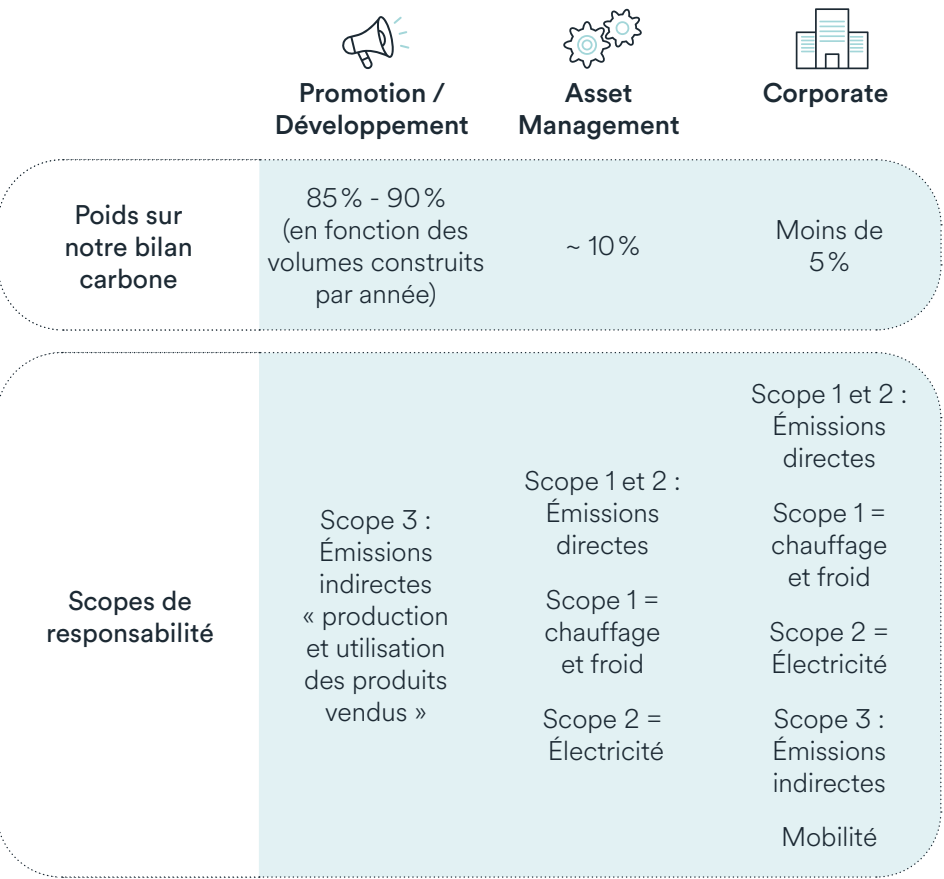 Promotion /
Développement
Asset
Management
Corporate
Poids sur
notre bilan
carbone
85 % - 90 %
(en fonction des
volumes construits
par année)
~ 10 %
Moins de
5 %
Scopes de
responsabilité
Scope 3 :
Émissions
indirectes
« production
et utilisation
des produits
vendus »
Scope 1 et 2 :
Émissions
directes
Scope 1 =
chauffage
et froid
Scope 2 =
Électricité
Scope 1 et 2 :
Émissions
directes
Scope 1 =
chauffage
et froid
Scope 2 =
Électricité
Scope 3 :
Émissions
indirectes
Mobilité